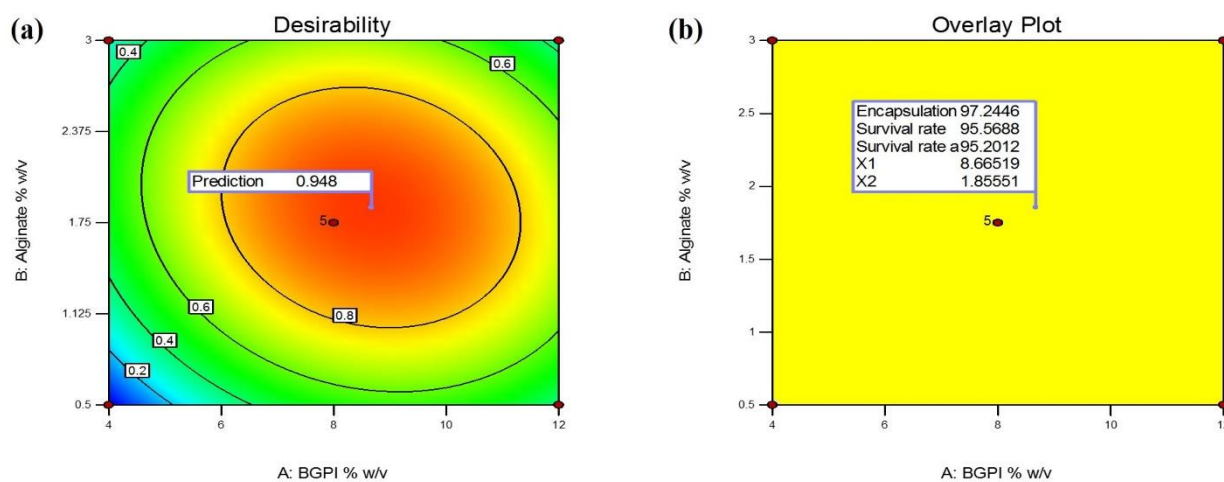 (a)
Desirability
3
2.375
1.75
1.125
0.5
B: Alginate % w/v
0.4
0.6
Prediction 0.948
5
0.8
0.6
0.4
0.2
4
6
8
10
12
A: BGPI % w/v
(b)
Overlay Plot
3
2.5
2
1.5
1
0.5
B: Alginate % w/v
Encapsulation 97.2446
Survival rate 95.5688
Survival rate a95.2012
X1 8.66519
X2 1.85551
5
4
6
8
10
A: BGPI % w/v